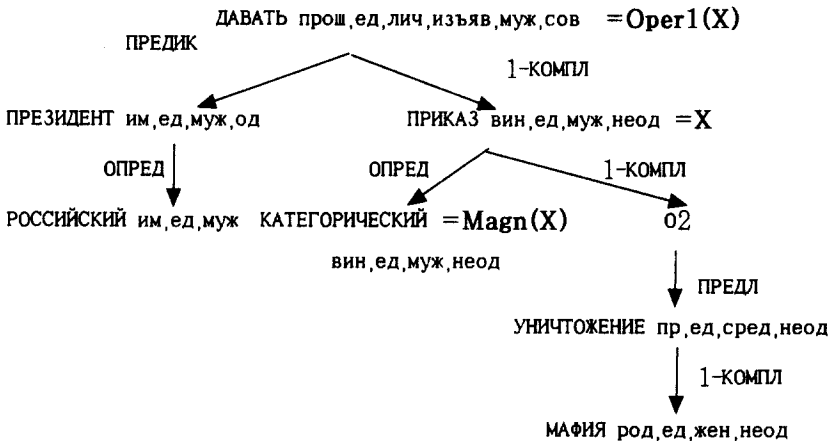 ДАВАТЬ прош,ед,лич,изъяв,муж,сов =Oper1(X)
ПРЕДИК
1-КОМПЛ
ПРЕЗИДЕНТ им,ед,муж,од ПРИКАЗ вин,ед,муж,неод =X
ОПРЕД ОПРЕД 1-КОМПЛ
РОССИЙСКИЙ им,ед,муж КАТЕГОРИЧЕСКИЙ =Magn(X) o2
вин,ед,муж,неод
ПРЕДЛ
УНИЧТОЖЕНИЕ пр,ед,сред,неод
1-КОМПЛ
МАФИЯ род,ед,жен,неод